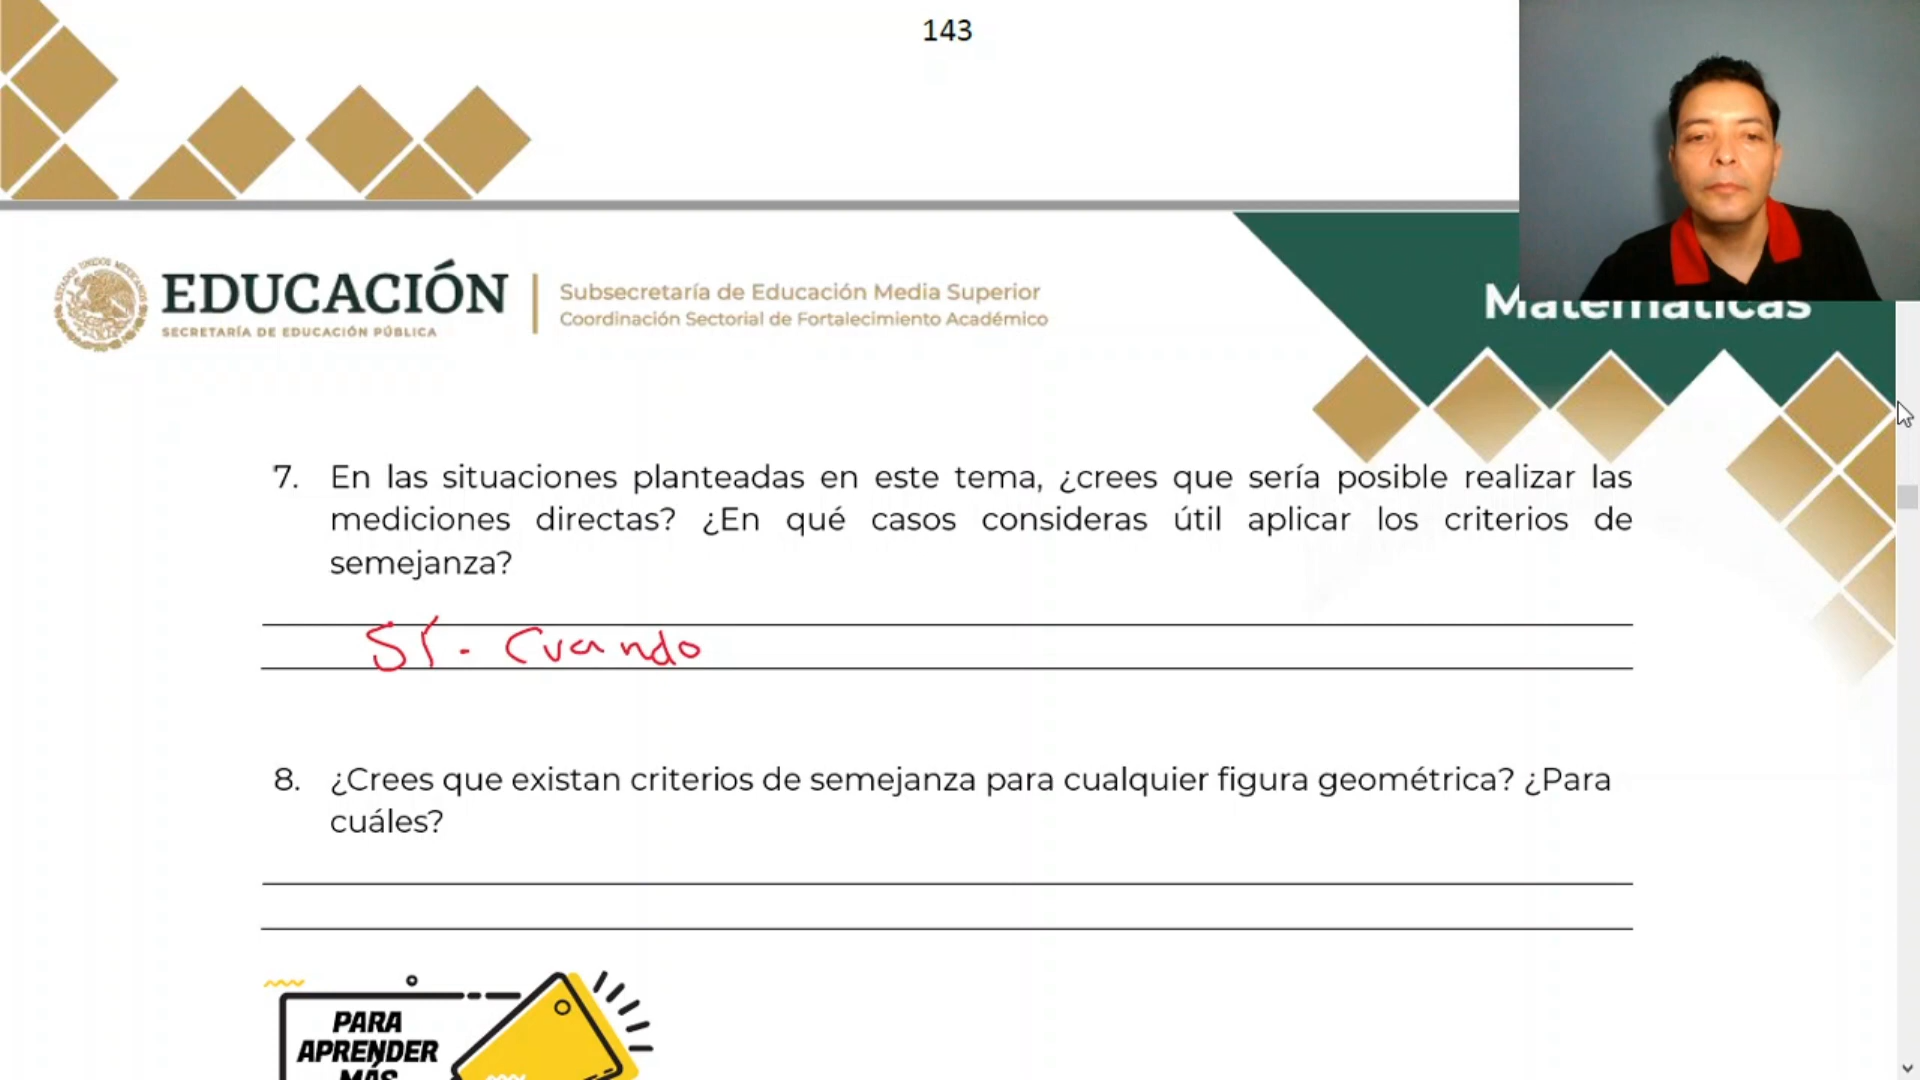 143
EDUCACIÓN
SECRETARÍA DE EDUCACIÓN PÚBLICA
Subsecretaría de Educación Media Superior
Coordinación Sectorial de Fortalecimiento Académico
Matemáticas
7. En las situaciones planteadas en este tema, ¿crees que sería posible realizar las
mediciones directas? ¿En qué casos consideras útil aplicar los criterios de
semejanza?
Sí. Cuando
8. ¿Crees que existan criterios de semejanza para cualquier figura geométrica? ¿Para
cuáles?
PARA
APRENDER
MÁS